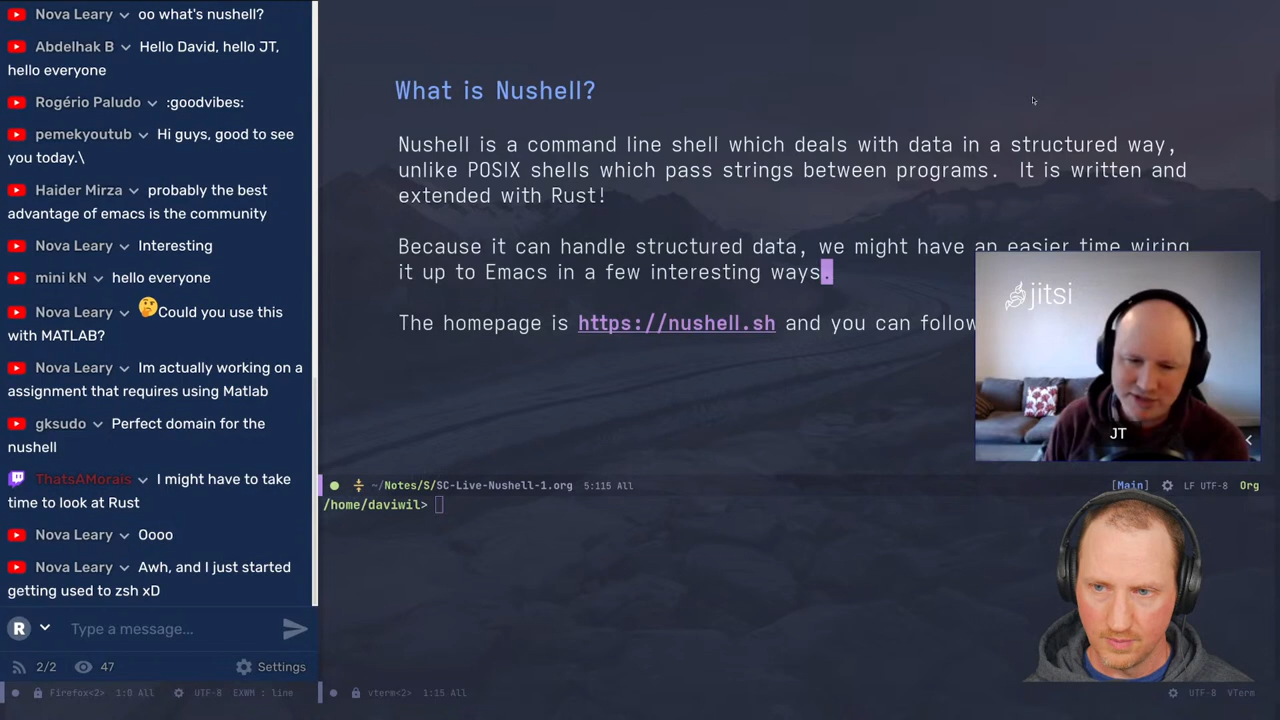 Nova Leary oo what's nushell?
Abdelhak B Hello David, hello JT,
hello everyone
Rogério Paludo :goodvibes:
pemekyoutub Hi guys, good to see
you today.\
Haider Mirza probably the best
advantage of emacs is the community
Nova Leary Interesting
mini kN hello everyone
Nova Leary 🤔Could you use this
with MATLAB?
Nova Leary Im actually working on a
assignment that requires using Matlab
gksudo Perfect domain for the
nushell
ThatsAMorais I might have to take
time to look at Rust
Nova Leary Oooo
Nova Leary Awh, and I just started
getting used to zsh xD
R Type a message...
2/2 47 Settings
Firefox<2> 1:0 All UTF-8 EXWM : line
What is Nushell?
Nushell is a command line shell which deals with data in a structured way,
unlike POSIX shells which pass strings between programs. It is written and
extended with Rust!
Because it can handle structured data, we might have an easier time wiring
it up to Emacs in a few interesting ways.
The homepage is https://nushell.sh and you can follow
jitsi
JT
~/Notes/S/SC-Live-Nushell-1.org 5:115 All [Main] LF UTF-8 Org
/home/daviwil>
vterm<2> 1:15 All UTF-8 VTerm